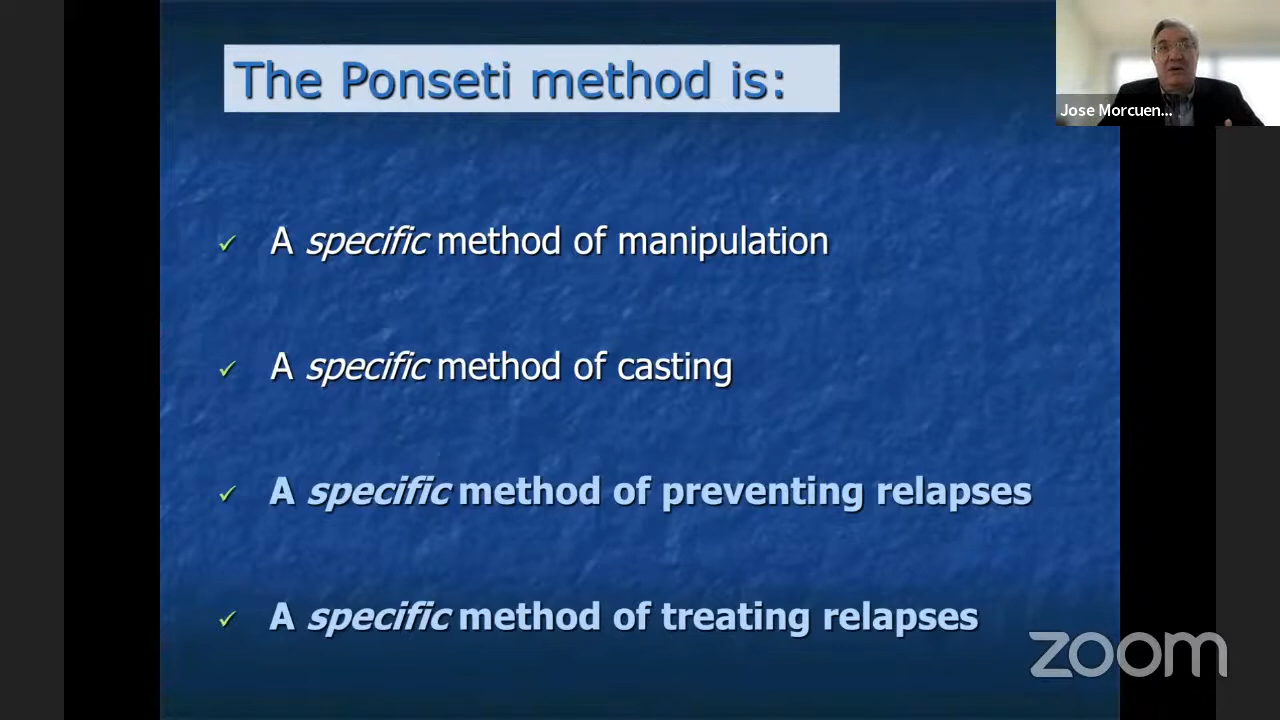 The Ponseti method is:
Jose Morcuen...
A specific method of manipulation
A specific method of casting
A specific method of preventing relapses
A specific method of treating relapses
zoom